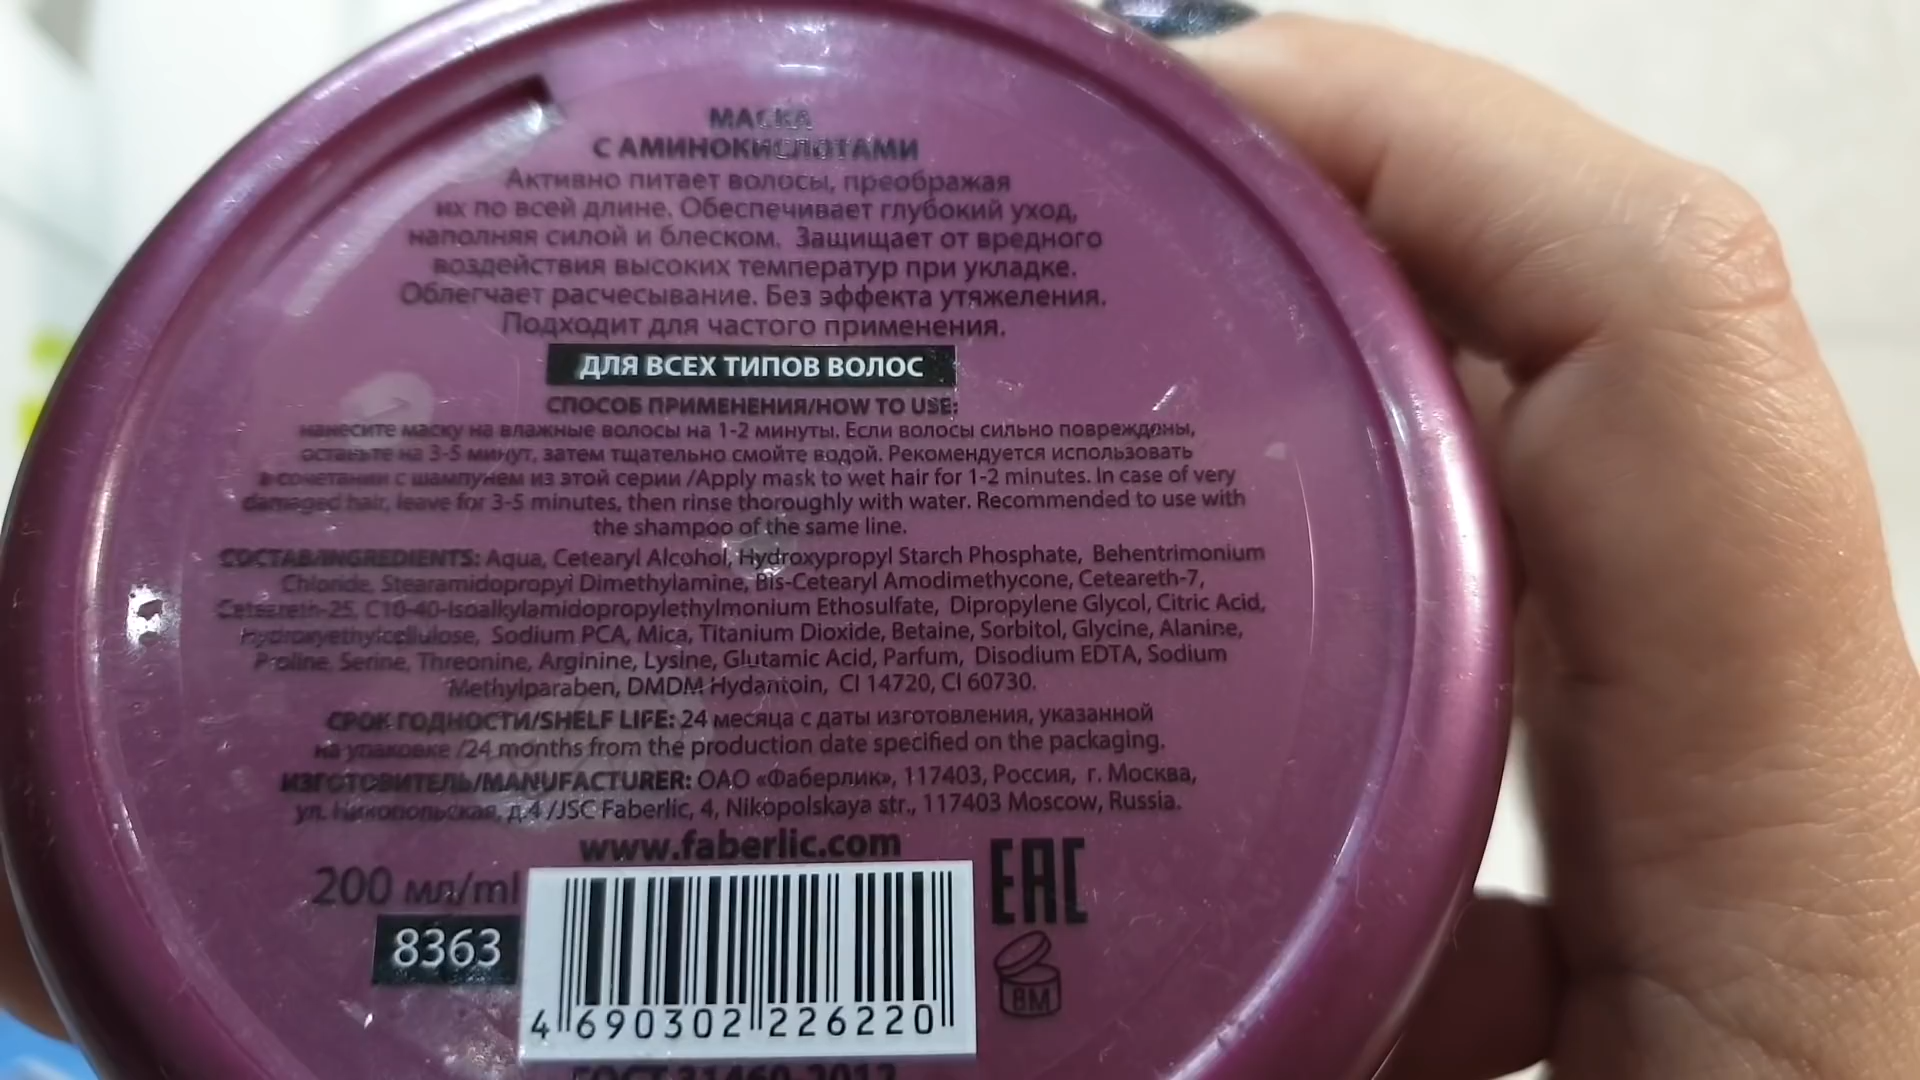 МАСКА
С АМИНОКИСЛОТАМИ
Активно питает волосы, преображая
их по всей длине. Обеспечивает глубокий уход,
наполняя силой и блеском. Защищает от вредного
воздействия высоких температур при укладке.
Облегчает расчесывание. Без эффекта утяжеления.
Подходит для частого применения.
ДЛЯ ВСЕХ ТИПОВ ВОЛОС
СПОСОБ ПРИМЕНЕНИЯ/HOW TO USE:
нанесите маску на влажные волосы на 1-2 минуты. Если волосы сильно повреждены,
оставьте на 3-5 минут, затем тщательно смойте водой. Рекомендуется использовать
в сочетании с шампунем из этой серии /Apply mask to wet hair for 1-2 minutes. In case of very
damaged hair, leave for 3-5 minutes, then rinse thoroughly with water. Recommended to use with
the shampoo of the same line.
СОСТАВ/INGREDIENTS: Aqua, Cetearyl Alcohol, Hydroxypropyl Starch Phosphate, Behentrimonium
Chloride, Stearamidopropyl Dimethylamine, Bis-Cetearyl Amodimethycone, Ceteareth-7,
Ceteareth-25, C10-40-Isoalkylamidopropylethylmonium Ethosulfate, Dipropylene Glycol, Citric Acid,
Hydroxyethylcellulose, Sodium PCA, Mica, Titanium Dioxide, Betaine, Sorbitol, Glycine, Alanine,
Proline, Serine, Threonine, Arginine, Lysine, Glutamic Acid, Parfum, Disodium EDTA, Sodium
Methylparaben, DMDM Hydantoin, CI 14720, CI 60730.
СРОК ГОДНОСТИ/SHELF LIFE: 24 месяца с даты изготовления, указанной
на упаковке /24 months from the production date specified on the packaging.
ИЗГОТОВИТЕЛЬ/MANUFACTURER: ОАО «Фаберлик», 117403, Россия, г. Москва,
ул. Никопольская, д.4 /JSC Faberlic, 4, Nikopolskaya str., 117403 Moscow, Russia.
www.faberlic.com
200 мл/ml
EAC
8363
8M
4 690302 226220
ГОСТ 31460-2012